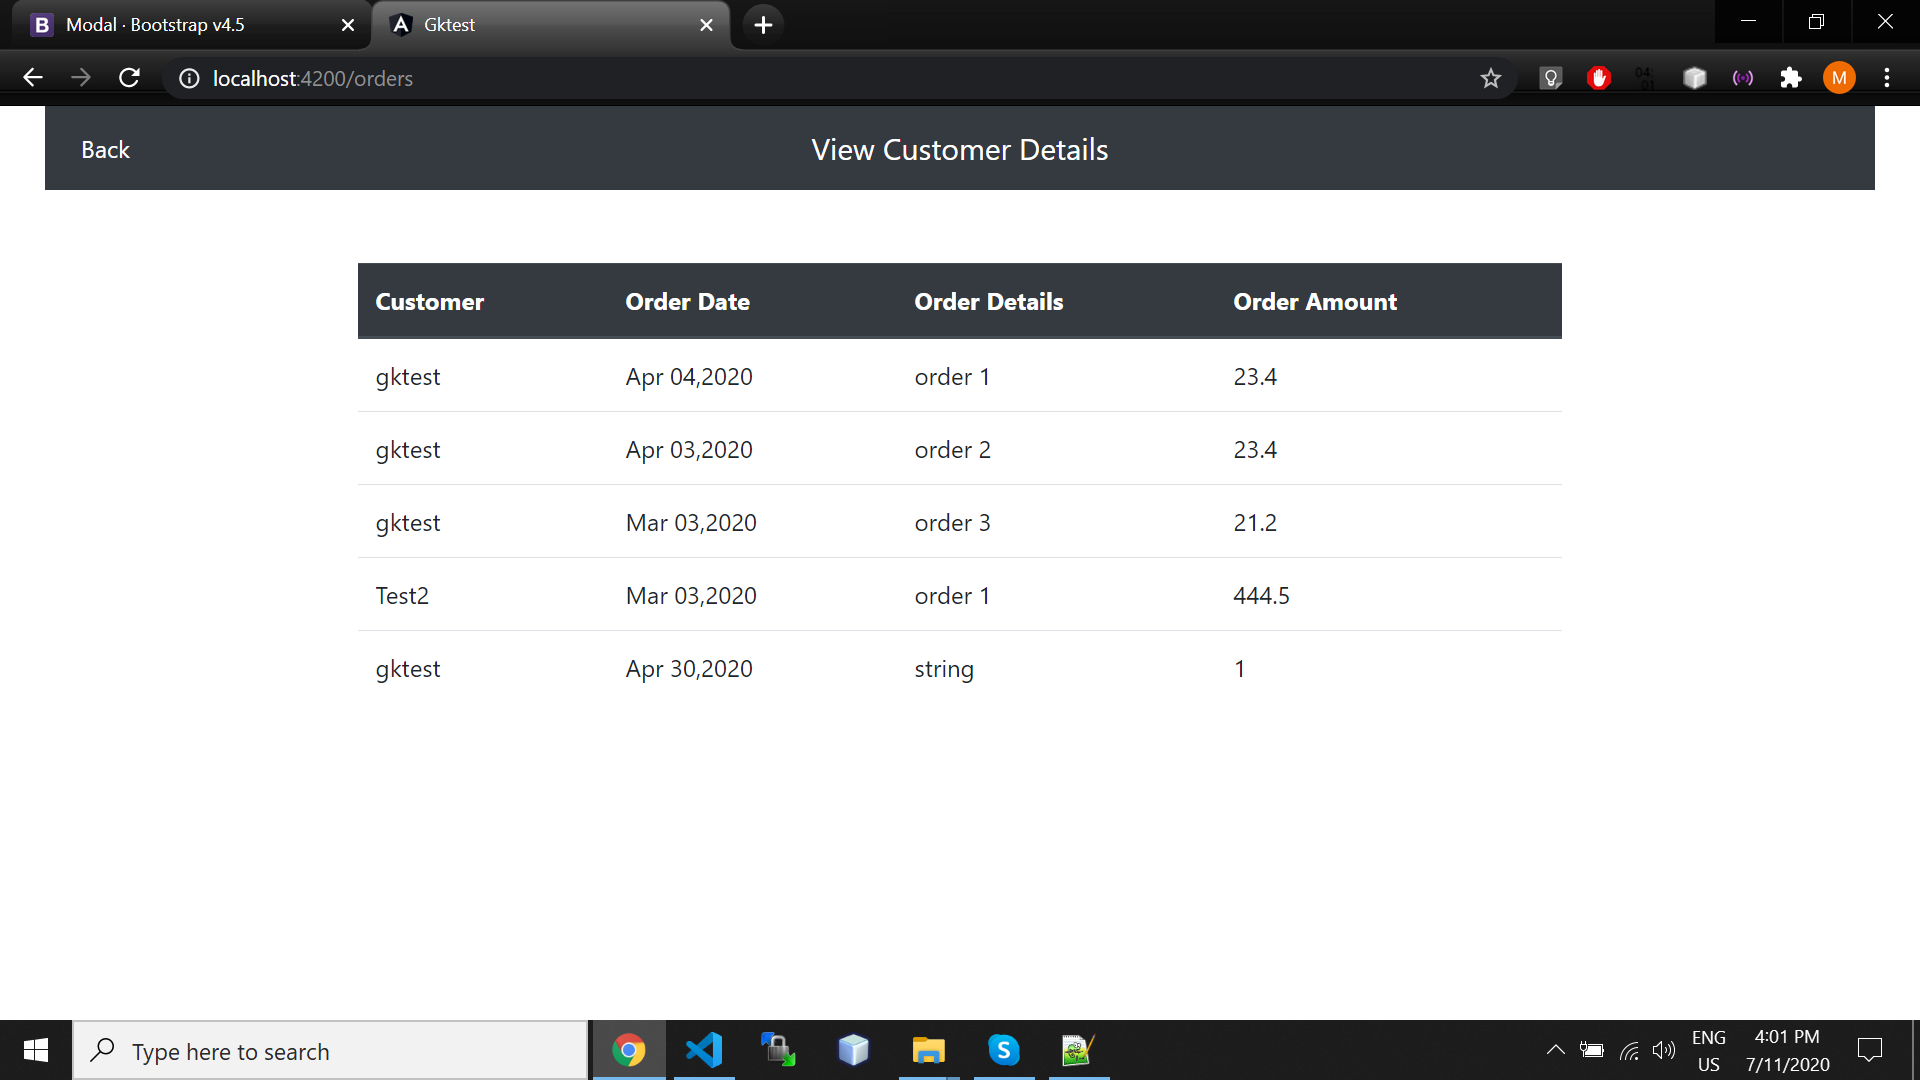 Modal · Bootstrap v4.5
Gktest
localhost:4200/orders
04:
01
M
Back
View Customer Details
Customer Order Date Order Details Order Amount
gktest Apr 04,2020 order 1 23.4
gktest Apr 03,2020 order 2 23.4
gktest Mar 03,2020 order 3 21.2
Test2 Mar 03,2020 order 1 444.5
gktest Apr 30,2020 string 1
Type here to search
ENG
US
4:01 PM
7/11/2020